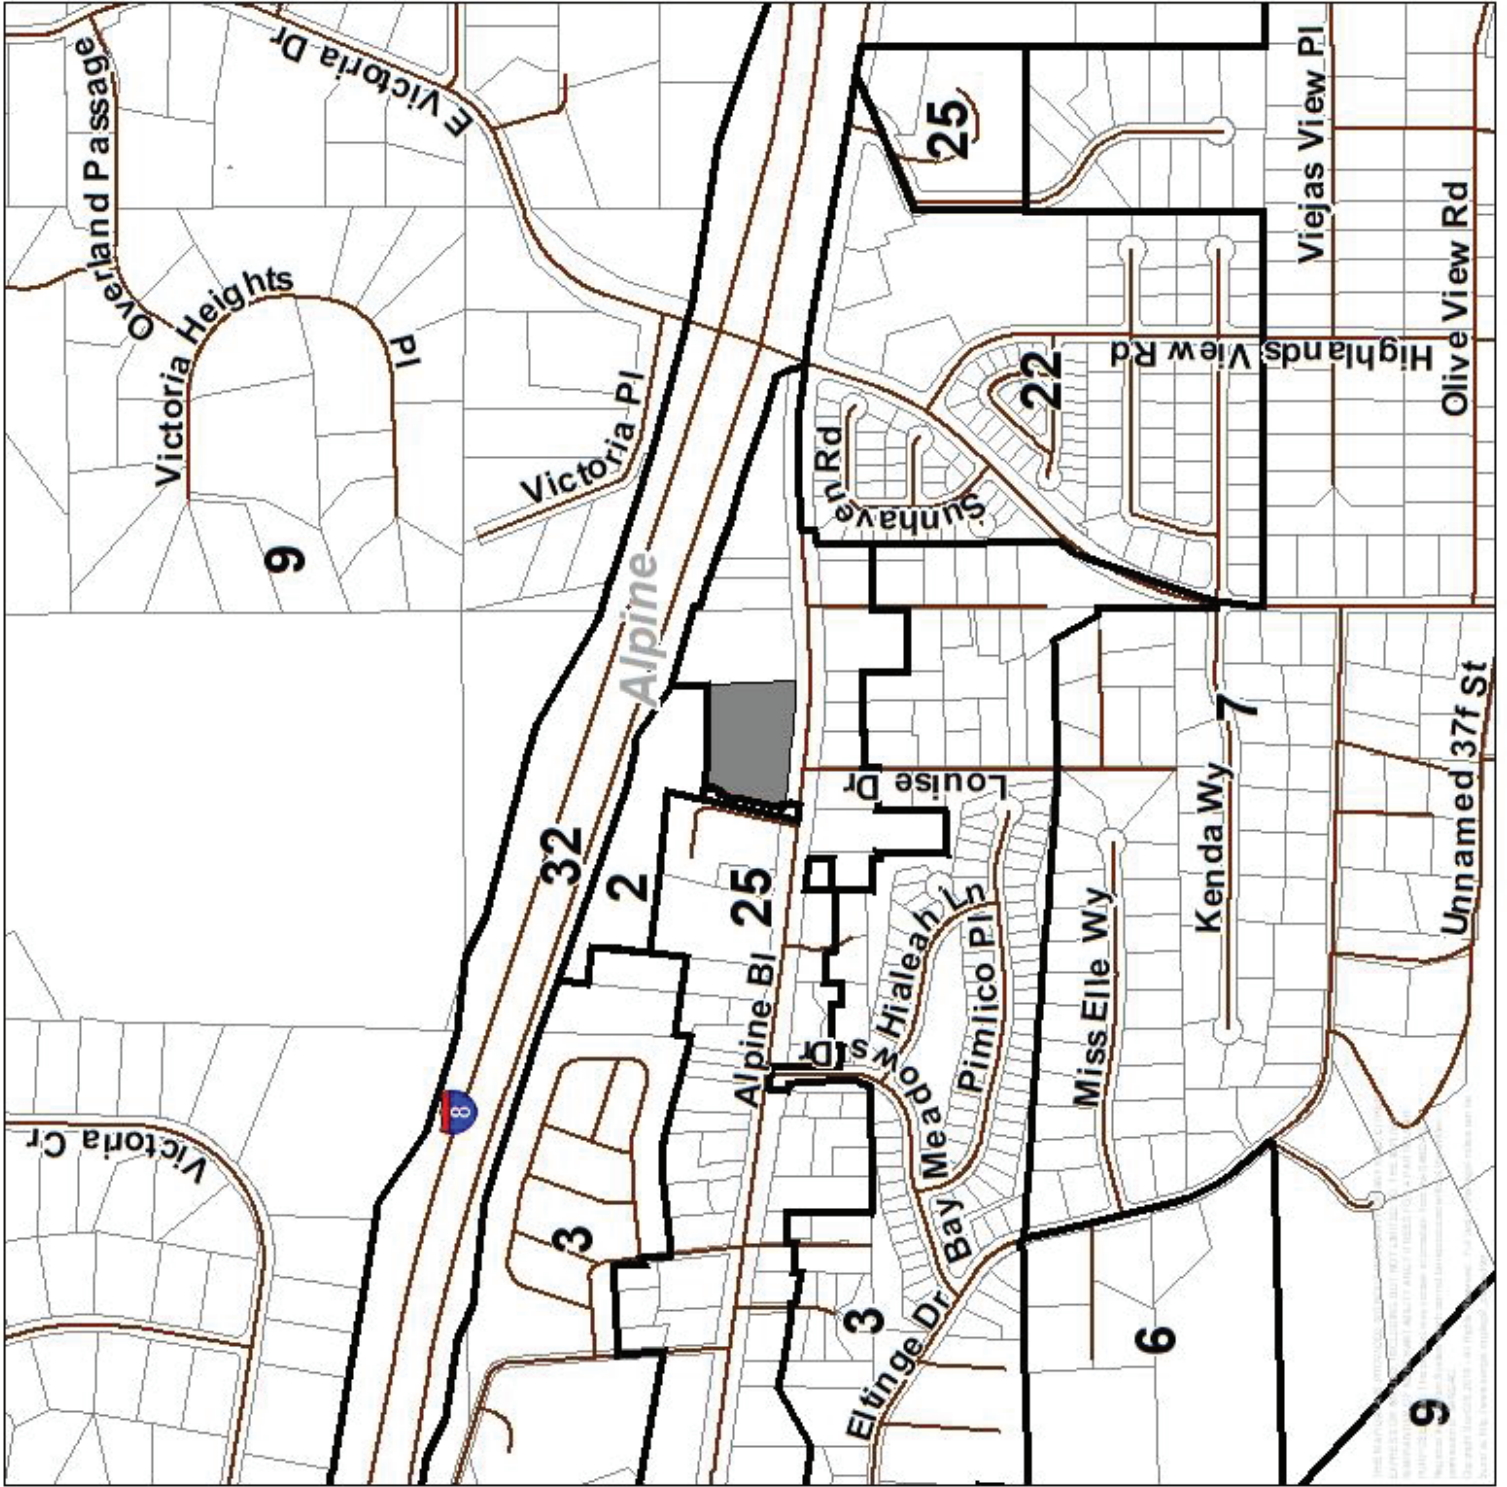 Overland Passage
E Victoria Dr
Victoria Heights Pl
Victoria Pl
9
Victoria Cr
Alpine
8
32
2
25
3
Alpine Bl
25
22
Sunhaven Rd
Highlands View Rd
Viejas View Pl
Olive View Rd
Louise Dr
Hialeah Ln
Pimlico Pl
Bay Meadows Dr
Eltinge Dr
3
Miss Elle Wy
Kenda Wy
7
Unnamed 37f St
6
9